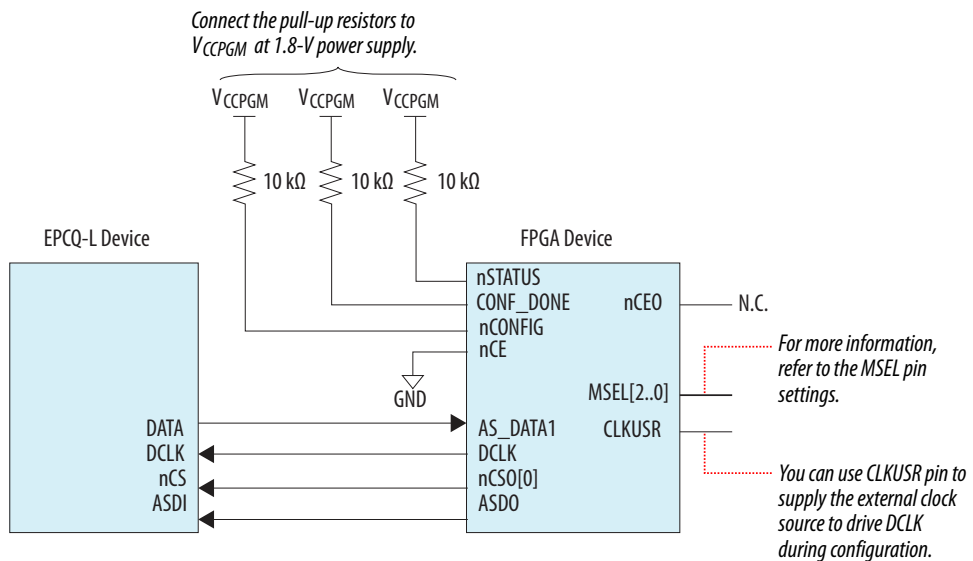 Connect the pull-up resistors to
VCCPGM at 1.8-V power supply.
VCCPGM VCCPGM VCCPGM
10 kΩ 10 kΩ 10 kΩ
EPCQ-L Device
FPGA Device
nSTATUS
CONF_DONE
nCONFIG
nCE
GND
nCEO
N.C.
For more information,
refer to the MSEL pin
settings.
MSEL[2..0]
CLKUSR
DATA
DCLK
nCS
ASDI
AS_DATA1
DCLK
nCSO[0]
ASDO
You can use CLKUSR pin to
supply the external clock
source to drive DCLK
during configuration.